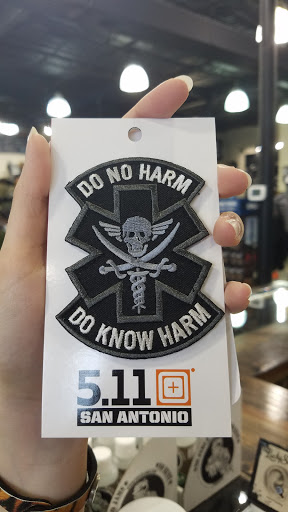 DO NO HARM
DO KNOW HARM
5.11
SAN ANTONIO